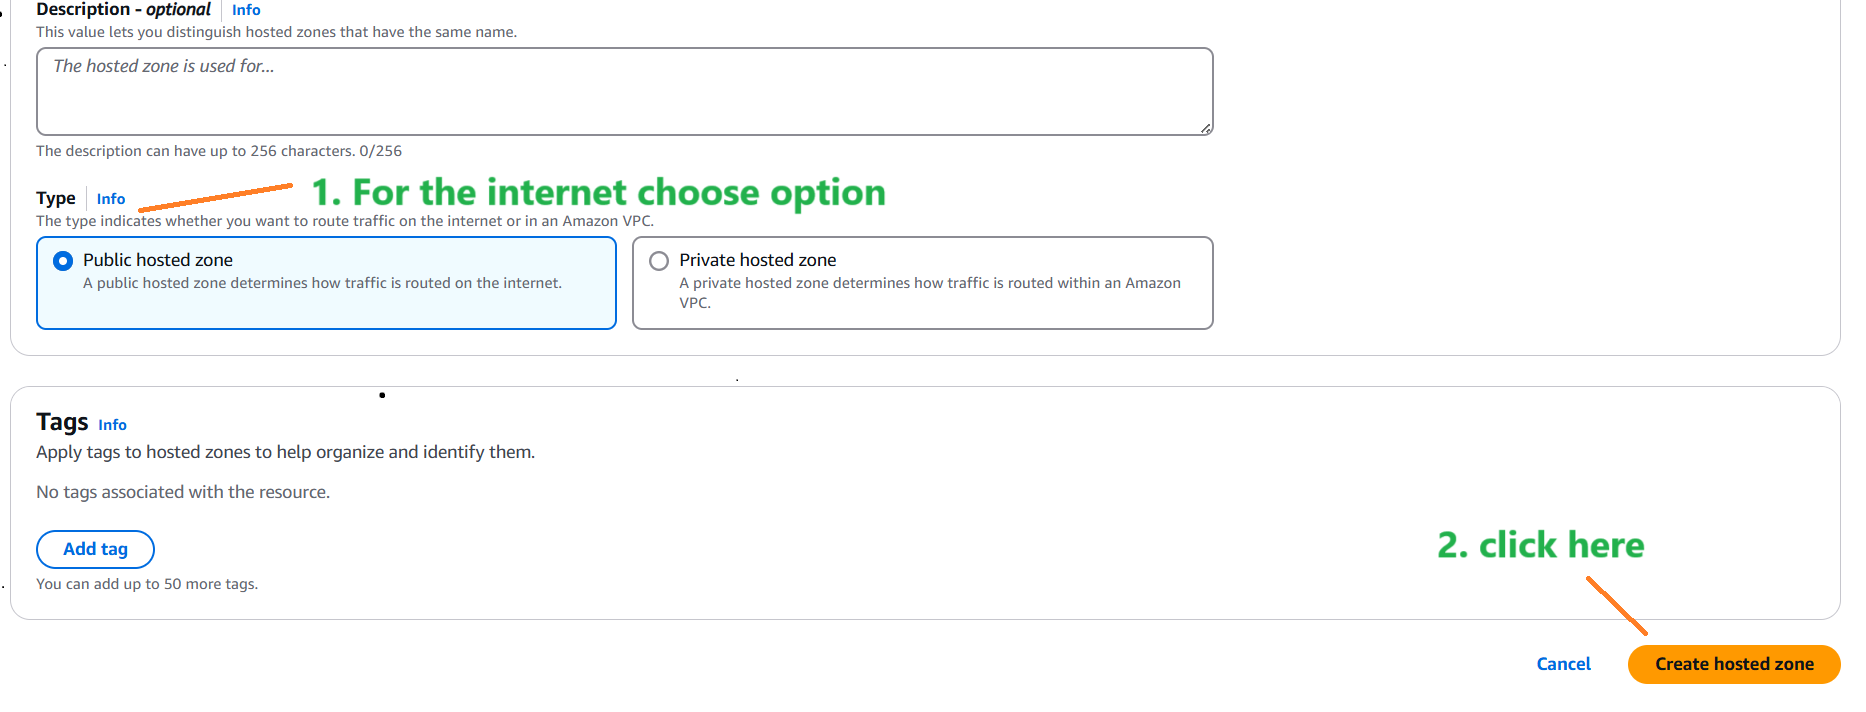 Description - optional Info
This value lets you distinguish hosted zones that have the same name.
The hosted zone is used for...
The description can have up to 256 characters. 0/256
Type Info
1. For the internet choose option
The type indicates whether you want to route traffic on the internet or in an Amazon VPC.
Public hosted zone
A public hosted zone determines how traffic is routed on the internet.
Private hosted zone
A private hosted zone determines how traffic is routed within an Amazon
VPC.
Tags Info
Apply tags to hosted zones to help organize and identify them.
No tags associated with the resource.
Add tag
2. click here
You can add up to 50 more tags.
Cancel
Create hosted zone